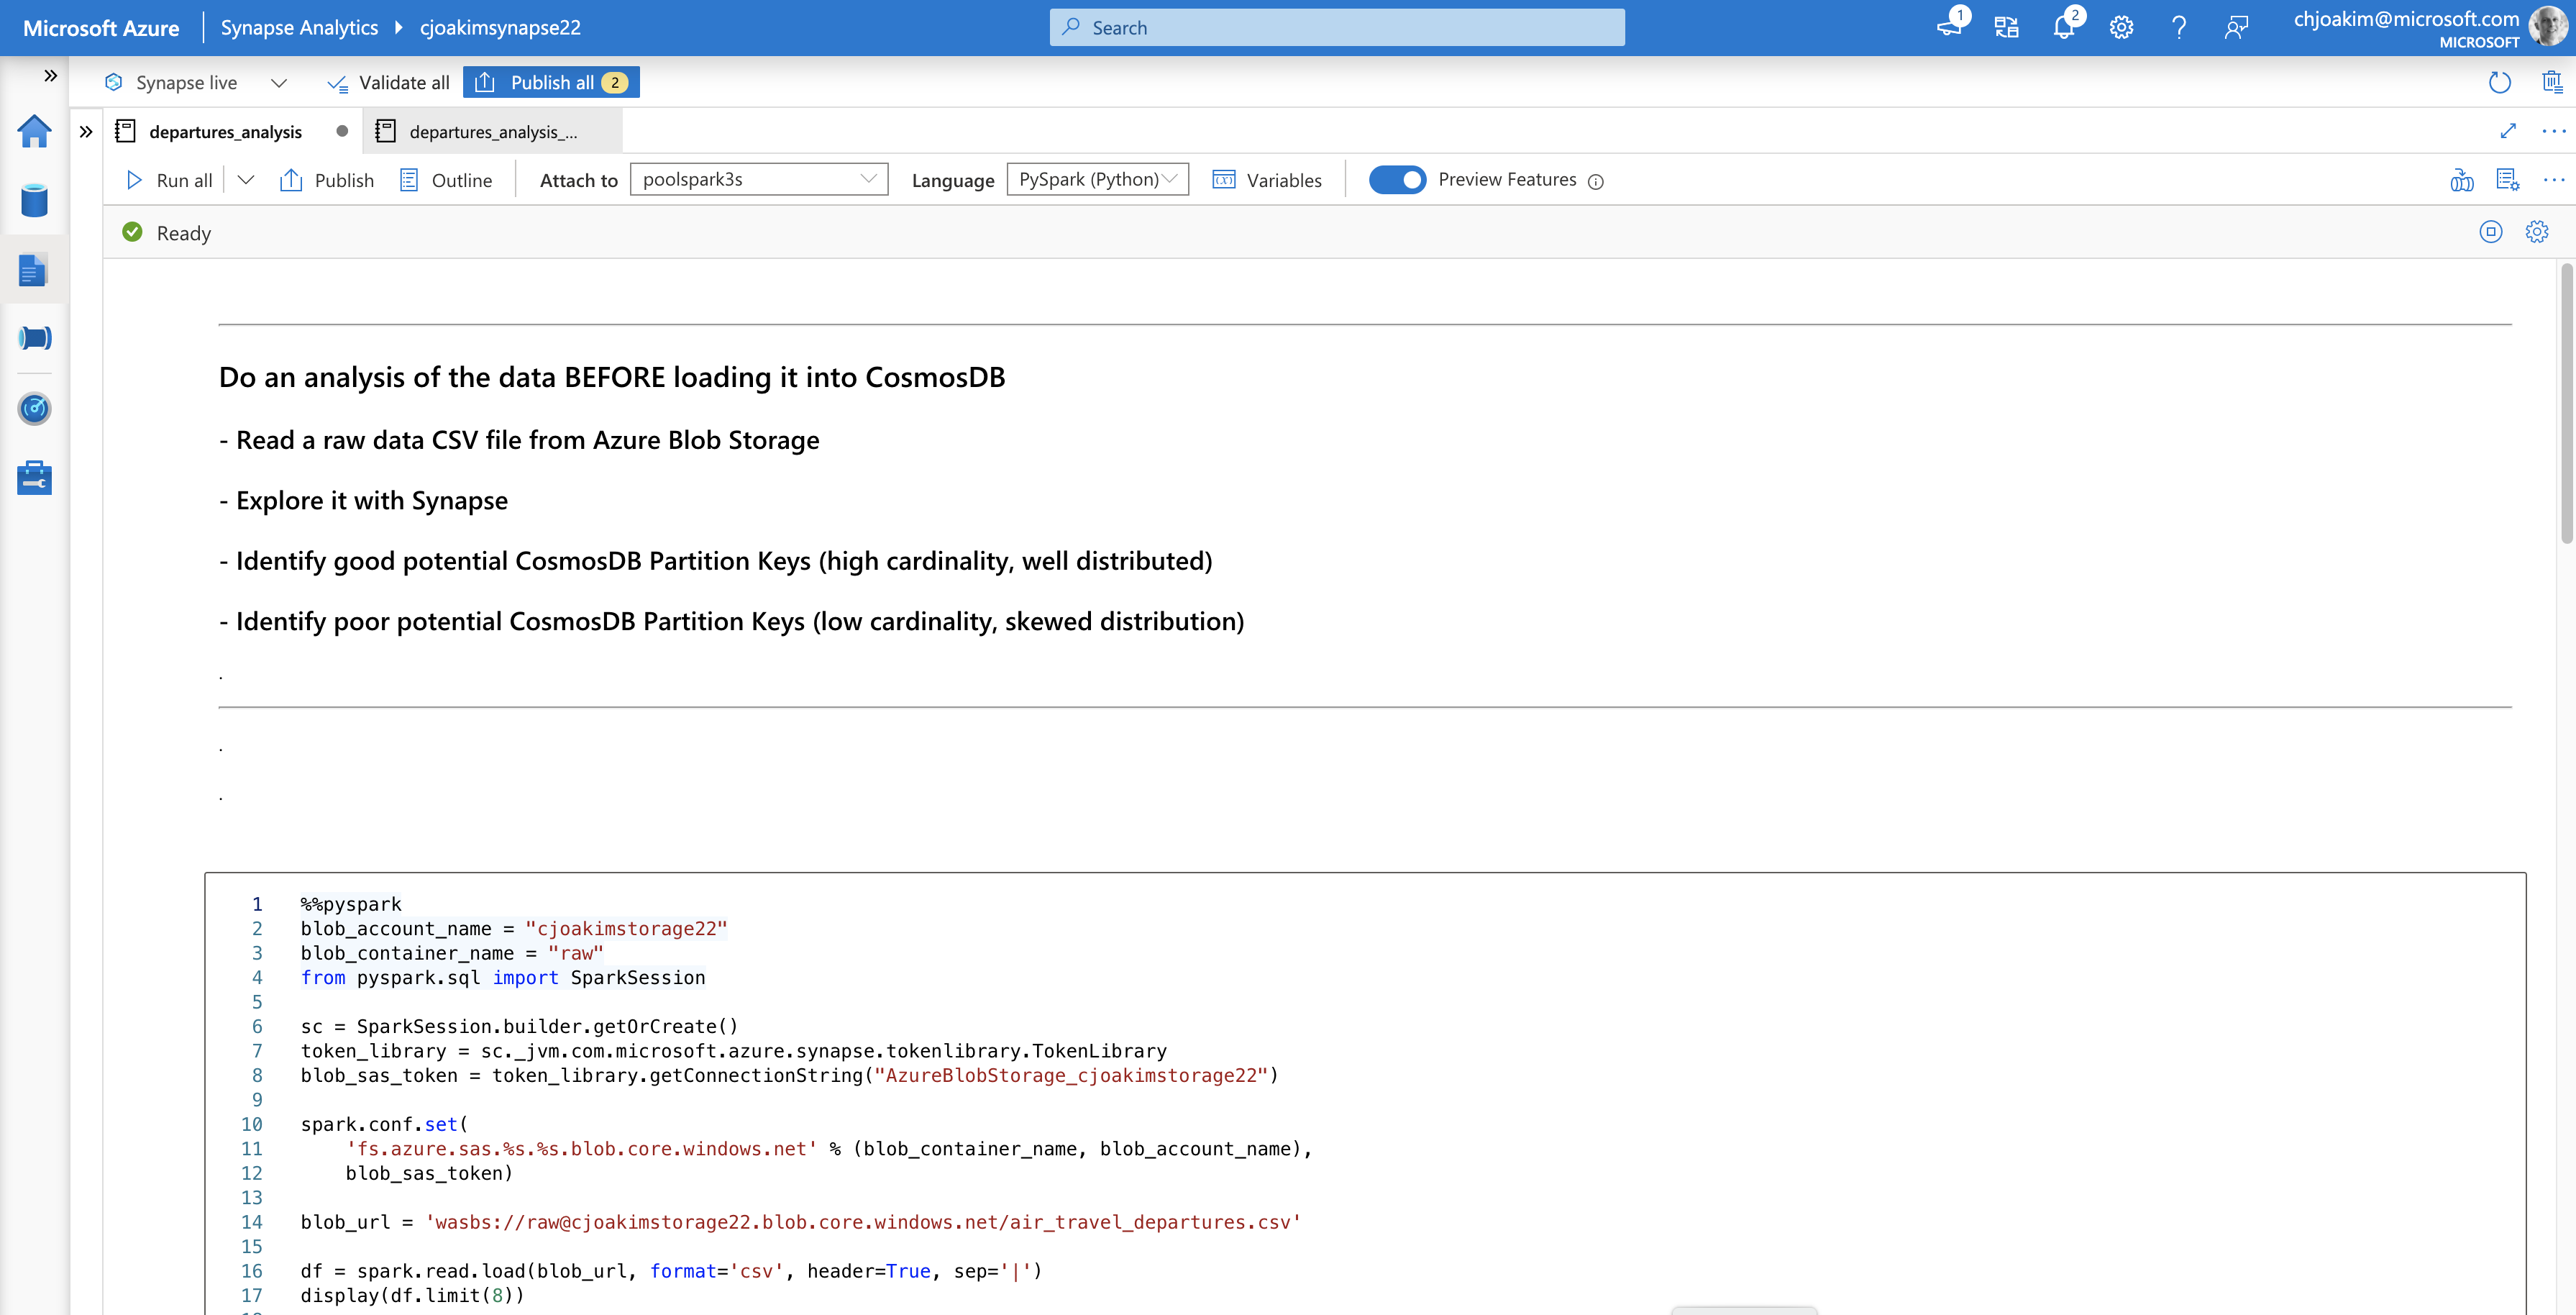 Microsoft Azure
Synapse Analytics
cjoakimsynapse22
Search
1
2
chjoakim@microsoft.com
MICROSOFT
Synapse live
Validate all
Publish all 2
departures_analysis
departures_analysis_...
Run all
Publish
Outline
Attach to
poolspark3s
Language
PySpark (Python)
Variables
Preview Features
Ready
Do an analysis of the data BEFORE loading it into CosmosDB
- Read a raw data CSV file from Azure Blob Storage
- Explore it with Synapse
- Identify good potential CosmosDB Partition Keys (high cardinality, well distributed)
- Identify poor potential CosmosDB Partition Keys (low cardinality, skewed distribution)
.
.
.
1 %%pyspark
2 blob_account_name = "cjoakimstorage22"
3 blob_container_name = "raw"
4 from pyspark.sql import SparkSession
5
6 sc = SparkSession.builder.getOrCreate()
7 token_library = sc._jvm.com.microsoft.azure.synapse.tokenlibrary.TokenLibrary
8 blob_sas_token = token_library.getConnectionString("AzureBlobStorage_cjoakimstorage22")
9
10 spark.conf.set(
11     'fs.azure.sas.%s.%s.blob.core.windows.net' % (blob_container_name, blob_account_name),
12     blob_sas_token)
13
14 blob_url = 'wasbs://raw@cjoakimstorage22.blob.core.windows.net/air_travel_departures.csv'
15
16 df = spark.read.load(blob_url, format='csv', header=True, sep='|')
17 display(df.limit(8))